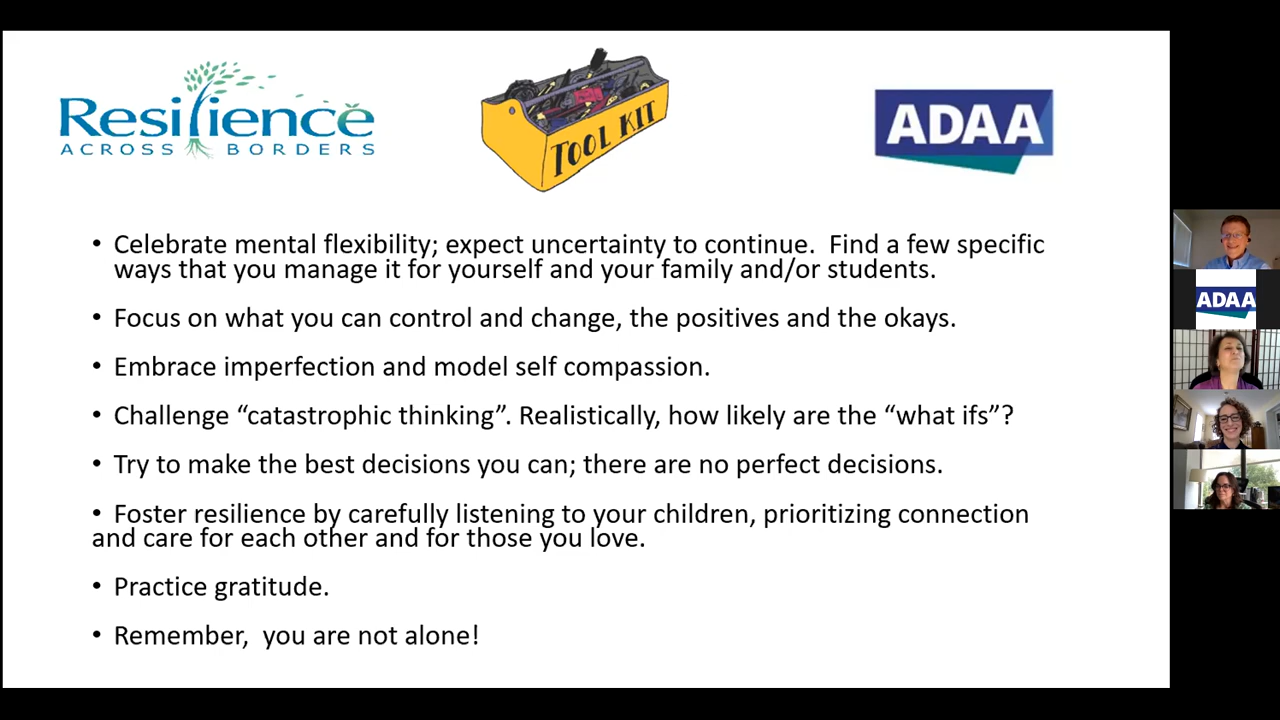 Resilience
ACROSS BORDERS
TOOL KIT
ADAA
• Celebrate mental flexibility; expect uncertainty to continue.  Find a few specific
ways that you manage it for yourself and your family and/or students.
• Focus on what you can control and change, the positives and the okays.
• Embrace imperfection and model self compassion.
• Challenge “catastrophic thinking”. Realistically, how likely are the “what ifs”?
• Try to make the best decisions you can; there are no perfect decisions.
• Foster resilience by carefully listening to your children, prioritizing connection
and care for each other and for those you love.
• Practice gratitude.
• Remember,  you are not alone!
ADAA